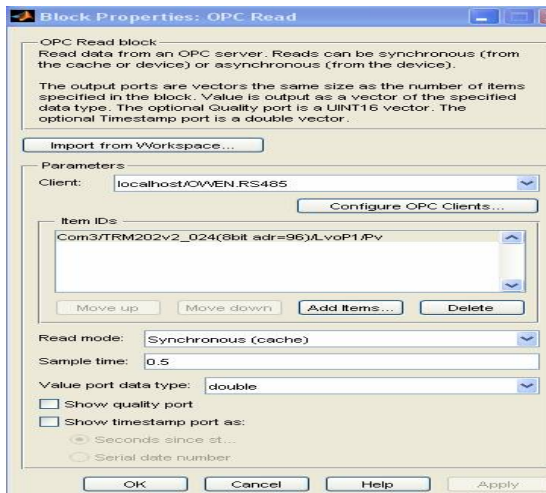 Block Properties: OPC Read
OPC Read block
Read data from an OPC server. Reads can be synchronous (from
the cache or device) or asynchronous (from the device).
The output ports are vectors the same size as the number of items
specified in the block. Value is output as a vector of the specified
data type. The optional Quality port is a UINT16 vector. The
optional Timestamp port is a double vector.
Import from Workspace...
Parameters
Client: localhost/OWEN.RS485
Configure OPC Clients...
Item IDs
Com3/TRM202v2_024(8bit adr=96)/LvoP1/Pv
Move up Move down Add Items... Delete
Read mode: Synchronous (cache)
Sample time: 0.5
Value port data type: double
Show quality port
Show timestamp port as:
Seconds since st...
Serial date number
OK Cancel Help Apply